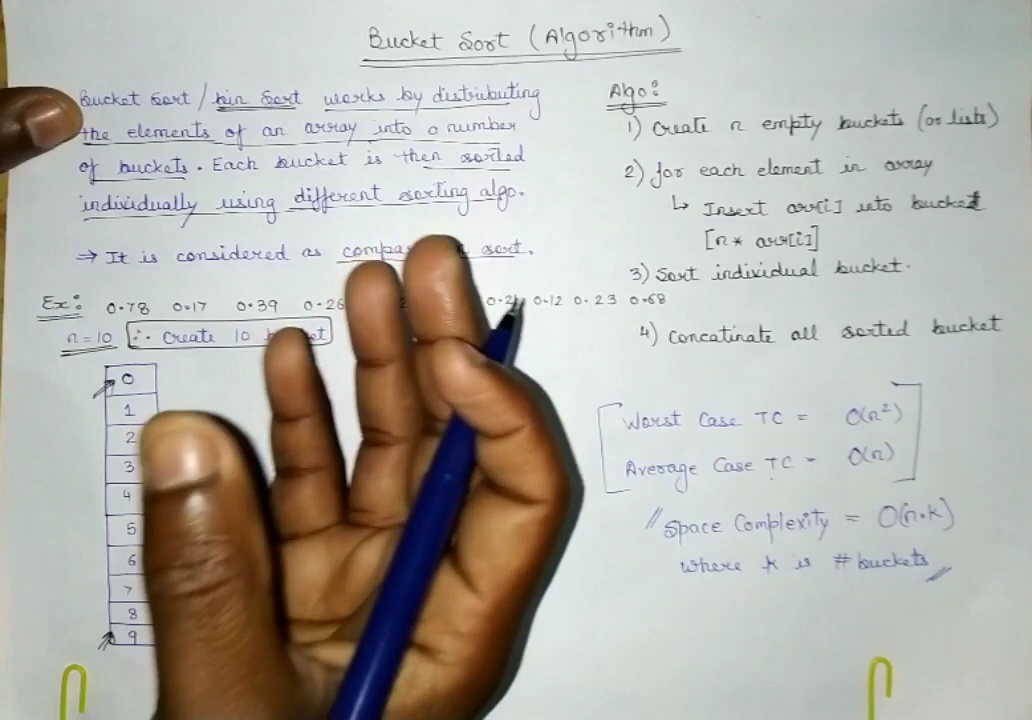 Bucket Sort (Algorithm)
Bucket Sort / bin Sort works by distributing
the elements of an array into a number
of buckets. Each bucket is then sorted
individually using different sorting algo.
⇒ It is considered as sort.
Ex: 0.78 0.17 0.39 0.26 0.12 0.23 0.68
n=10 ∴ Create 10
0
1
2
3
4
5
6
7
8
9
Algo:
1) Create n empty buckets (or lists)
2) for each element in array
↳ Insert arr[i] into bucket
[n* arr[i]]
3) Sort individual bucket.
4) Concatinate all sorted bucket
Worst Case TC = O(n²)
Average Case TC - O(n)
// Space Complexity = O(n.k)
where k is # buckets //